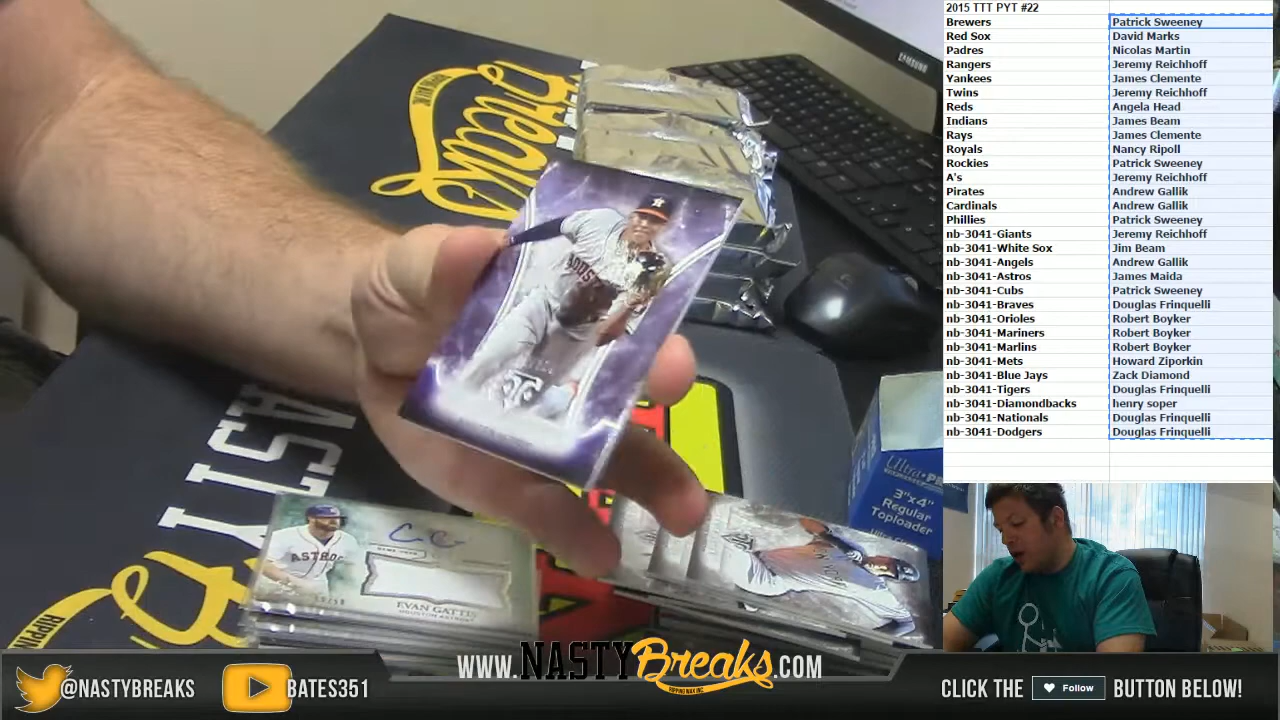 2015 TTT PYT #22
Brewers Patrick Sweeney
Red Sox David Marks
Padres Nicolas Martin
Rangers Jeremy Reichhoff
Yankees James Clemente
Twins Jeremy Reichhoff
Reds Angela Head
Indians James Beam
Rays James Clemente
Royals Nancy Ripoll
Rockies Patrick Sweeney
A's Jeremy Reichhoff
Pirates Andrew Gallik
Cardinals Andrew Gallik
Phillies Patrick Sweeney
nb-3041-Giants Jeremy Reichhoff
nb-3041-White Sox Jim Beam
nb-3041-Angels Andrew Gallik
nb-3041-Astros James Maida
nb-3041-Cubs Patrick Sweeney
nb-3041-Braves Douglas Frinquelli
nb-3041-Orioles Robert Boyker
nb-3041-Mariners Robert Boyker
nb-3041-Marlins Robert Boyker
nb-3041-Mets Howard Ziporkin
nb-3041-Blue Jays Zack Diamond
nb-3041-Tigers Douglas Frinquelli
nb-3041-Diamondbacks henry soper
nb-3041-Nationals Douglas Frinquelli
nb-3041-Dodgers Douglas Frinquelli
SAMSUNG
Ultra
3"x4"
Regular
Toploader
ASTROS
EVAN GATTIS
HOUSTON ASTROS
RIPPIN
@NASTYBREAKS
BATES351
WWW.NASTYBreaks.COM
RIPPING WAX INC
CLICK THE Follow BUTTON BELOW!